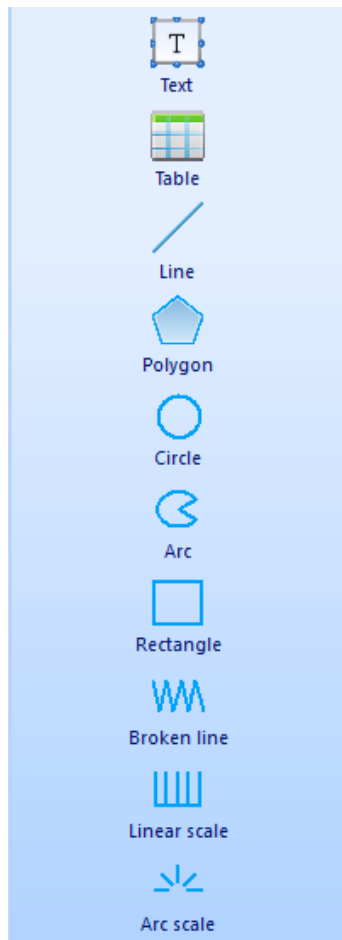 T
Text
Table
Line
Polygon
Circle
Arc
Rectangle
Broken line
Linear scale
Arc scale